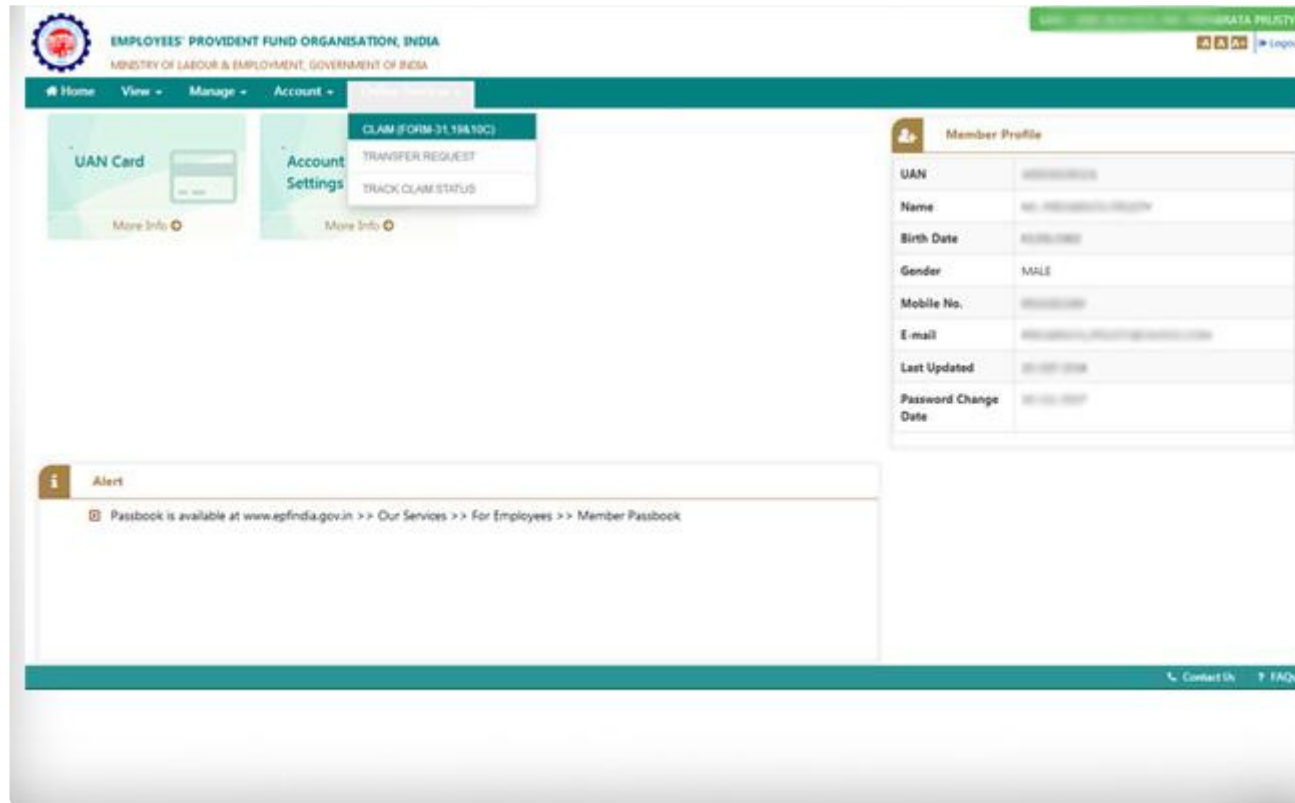 EMPLOYEES' PROVIDENT FUND ORGANISATION, INDIA
MINISTRY OF LABOUR & EMPLOYMENT, GOVERNMENT OF INDIA
PRUSTY
-A A A+ Logo
Home View Manage Account
CLAIM (FORM-31,19&10C)
TRANSFER REQUEST
TRACK CLAIM STATUS
UAN Card
More Info
Account
Settings
More Info
Member Profile
UAN
Name
Birth Date
Gender MALE
Mobile No.
E-mail
Last Updated
Password Change
Date
i Alert
Passbook is available at www.epfindia.gov.in >> Our Services >> For Employees >> Member Passbook
Contact Us ? FAQ